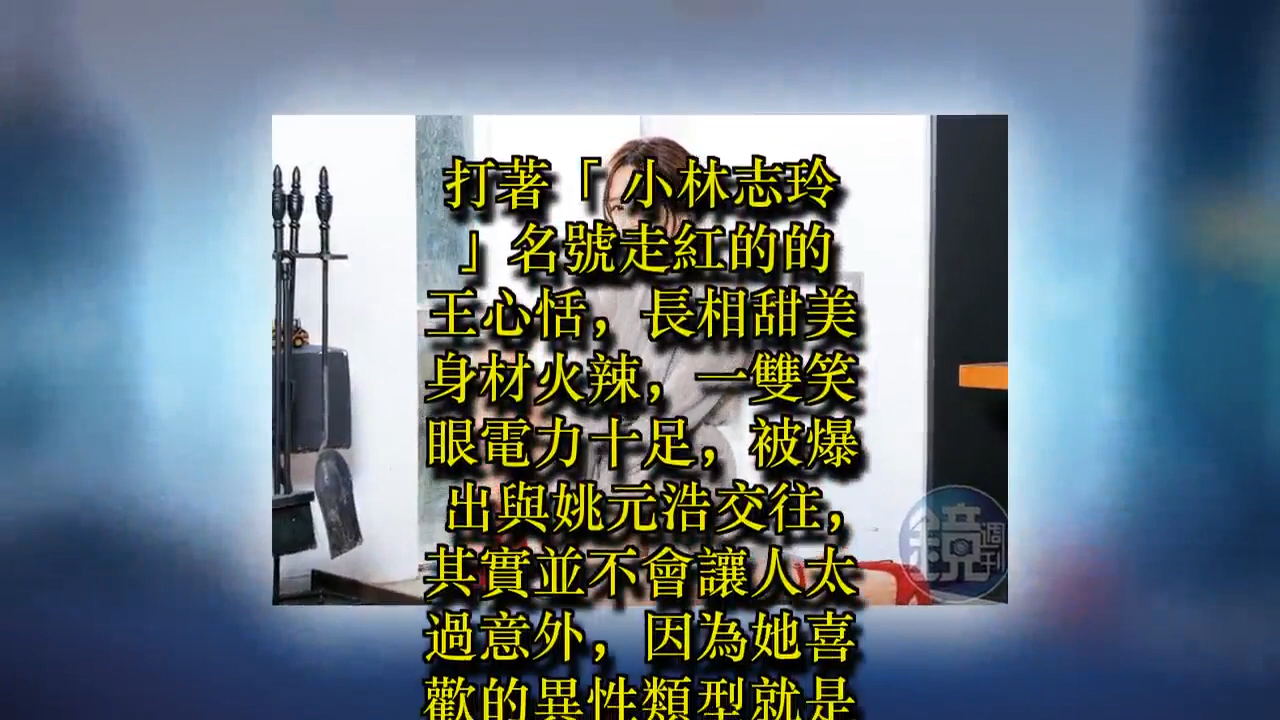 打著「 小林志玲
」名號走紅的的
王心恬，長相甜美
身材火辣，一雙笑
眼電力十足，被爆
出與姚元浩交往，
其實並不會讓人太
過意外，因為她喜
歡的異性類型就是
鏡週刊